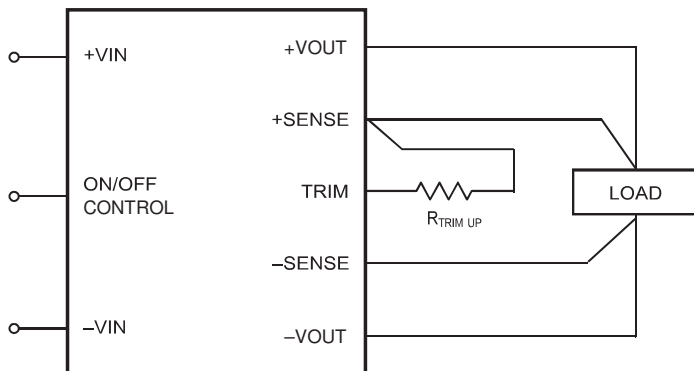 +VIN
ON/OFF
CONTROL
–VIN
+VOUT
+SENSE
TRIM
–SENSE
–VOUT
RTRIM UP
LOAD